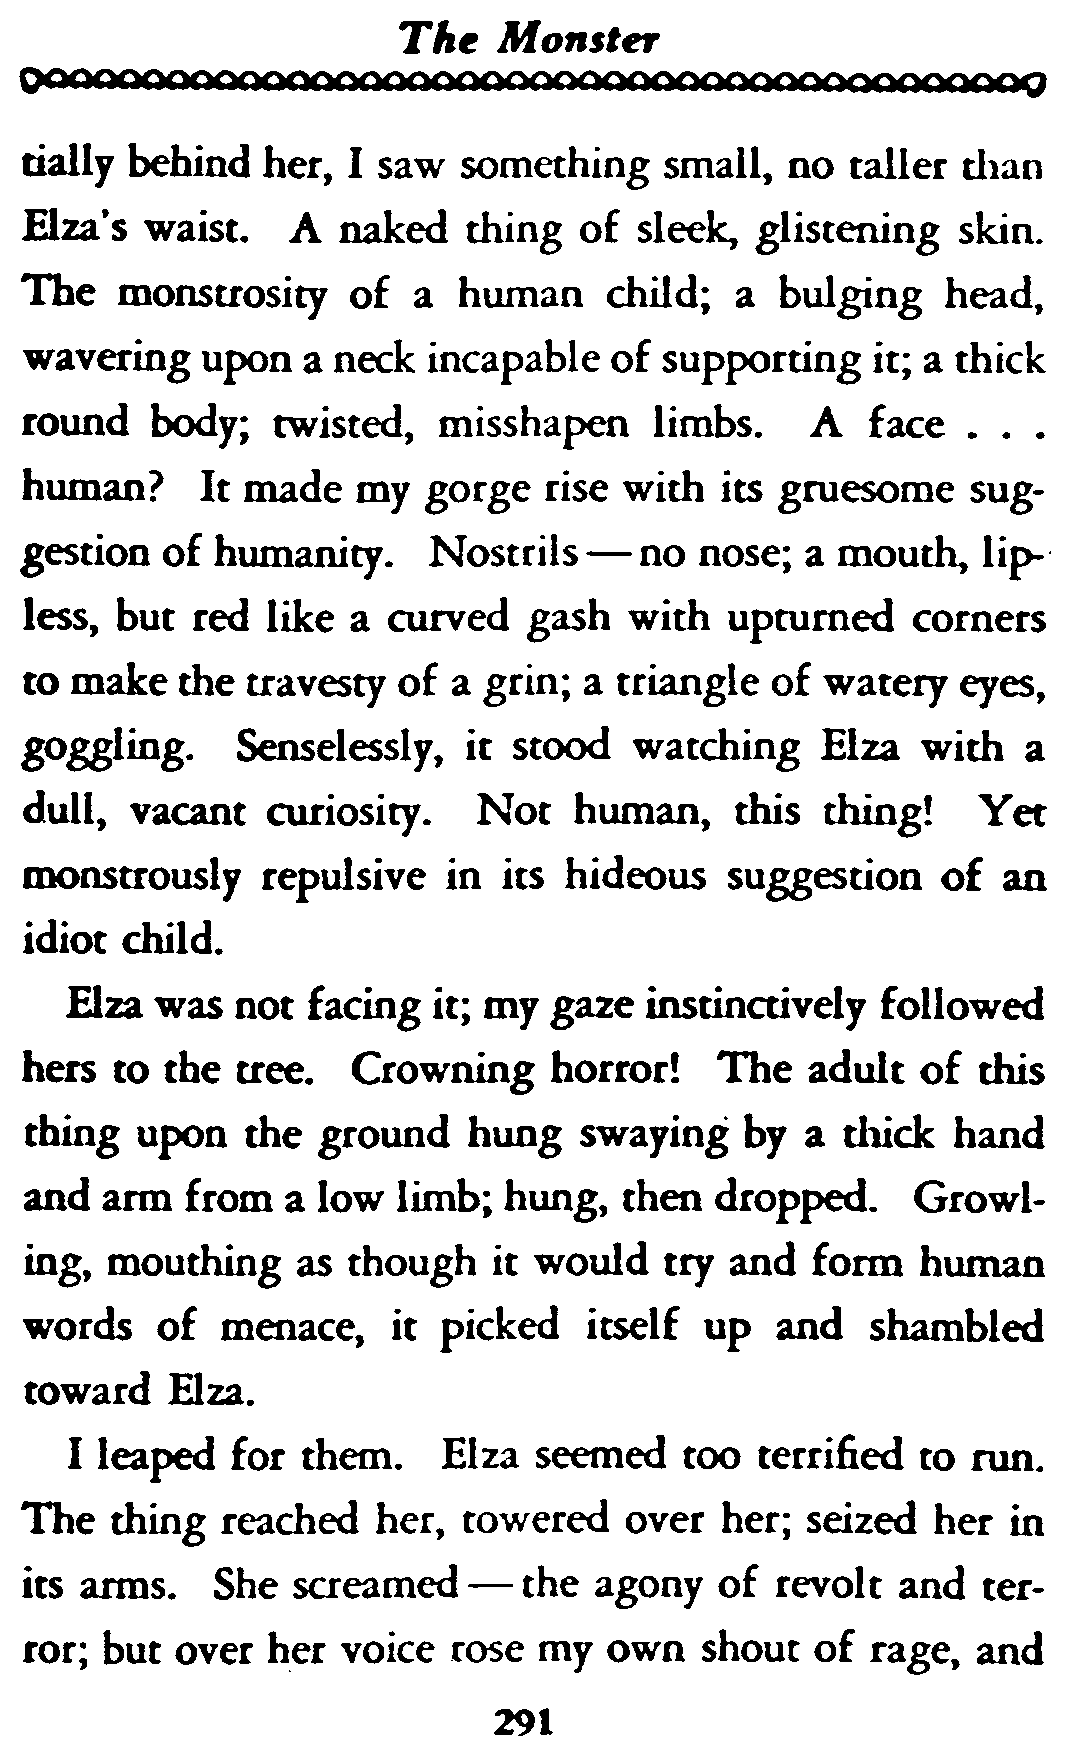 The Monster
tially behind her, I saw something small, no taller than
Elza's waist. A naked thing of sleek, glistening skin.
The monstrosity of a human child; a bulging head,
wavering upon a neck incapable of supporting it; a thick
round body; twisted, misshapen limbs. A face . . .
human? It made my gorge rise with its gruesome sug-
gestion of humanity. Nostrils — no nose; a mouth, lip-
less, but red like a curved gash with upturned corners
to make the travesty of a grin; a triangle of watery eyes,
goggling. Senselessly, it stood watching Elza with a
dull, vacant curiosity. Not human, this thing! Yet
monstrously repulsive in its hideous suggestion of an
idiot child.
Elza was not facing it; my gaze instinctively followed
hers to the tree. Crowning horror! The adult of this
thing upon the ground hung swaying by a thick hand
and arm from a low limb; hung, then dropped. Growl-
ing, mouthing as though it would try and form human
words of menace, it picked itself up and shambled
toward Elza.
I leaped for them. Elza seemed too terrified to run.
The thing reached her, towered over her; seized her in
its arms. She screamed — the agony of revolt and ter-
ror; but over her voice rose my own shout of rage, and
291